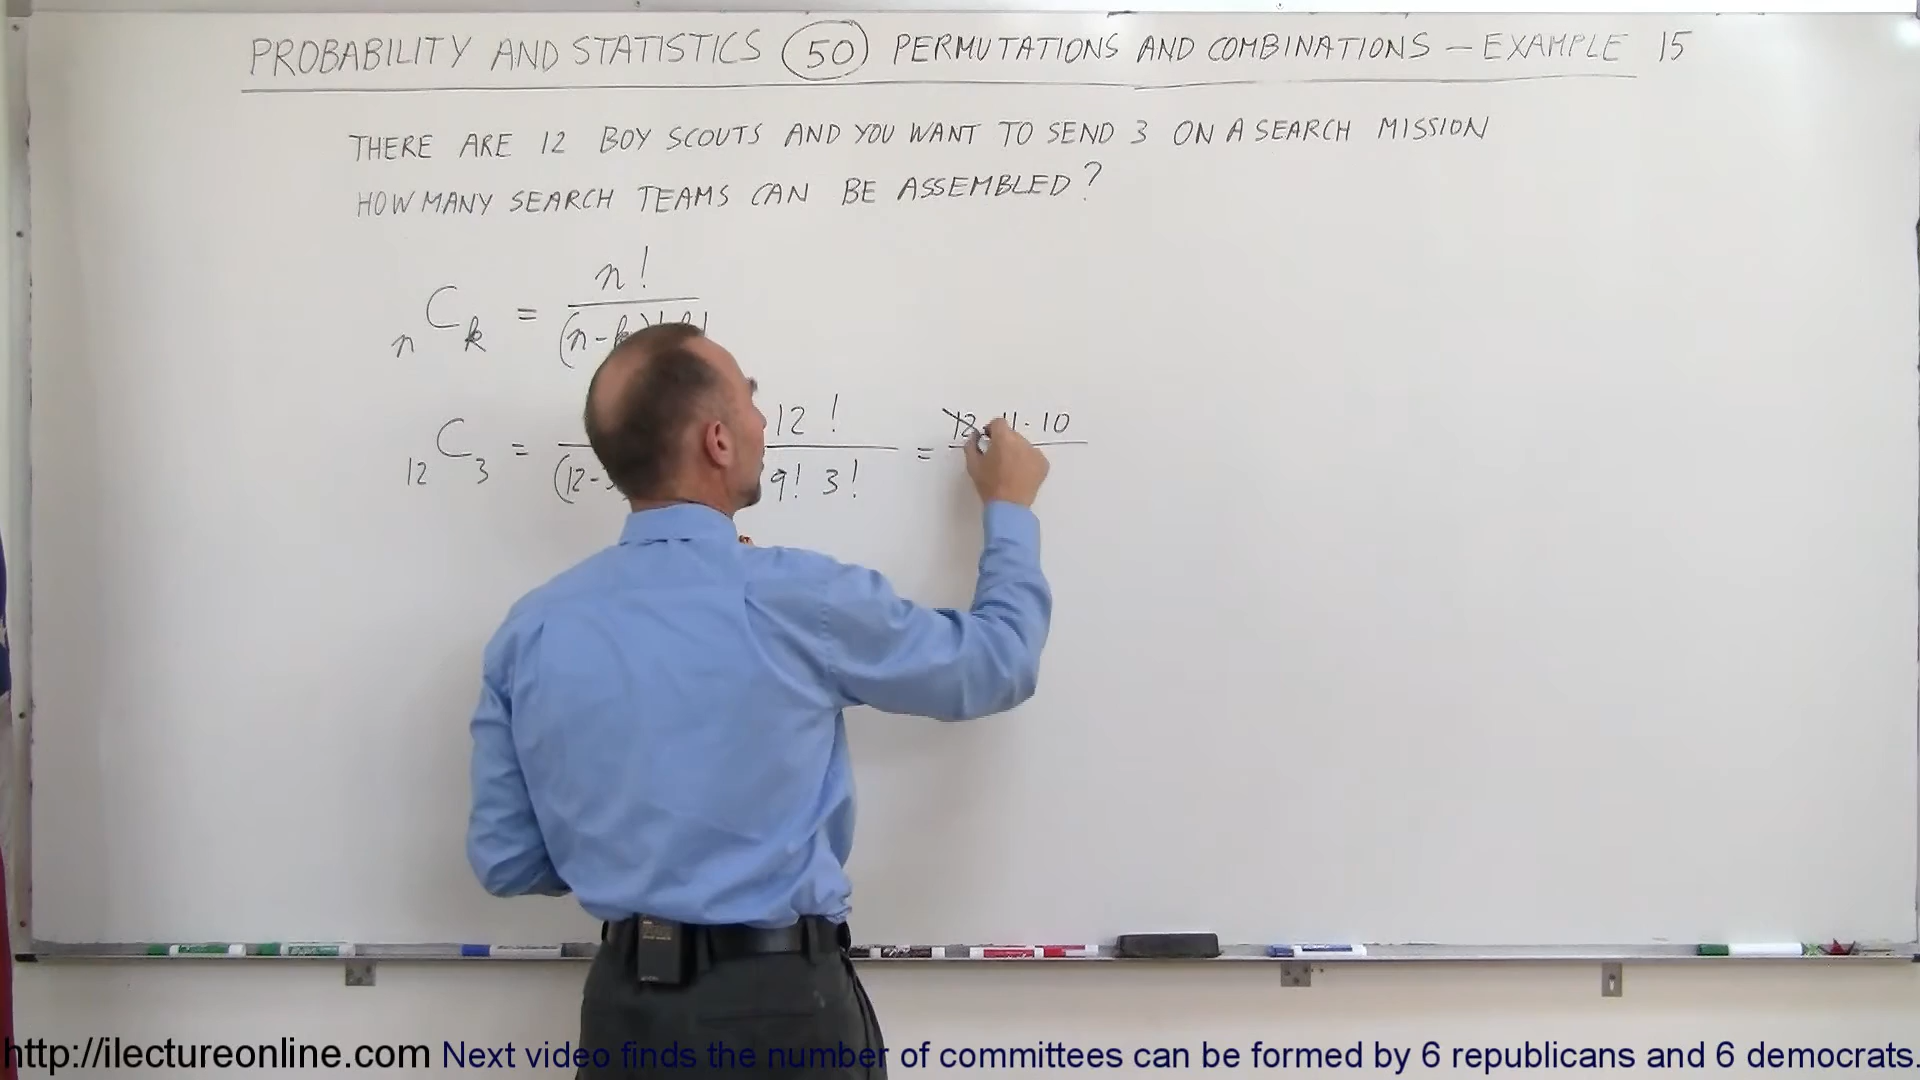 PROBABILITY AND STATISTICS 50 PERMUTATIONS AND COMBINATIONS — EXAMPLE 15
THERE ARE 12 BOY SCOUTS AND YOU WANT TO SEND 3 ON A SEARCH MISSION
HOW MANY SEARCH TEAMS CAN BE ASSEMBLED?
n!
nCk =
(n-k)! k!
12! 12·11·10
12C3 = =
(12-3 9! 3!
http://ilectureonline.com Next video finds the number of committees can be formed by 6 republicans and 6 democrats.